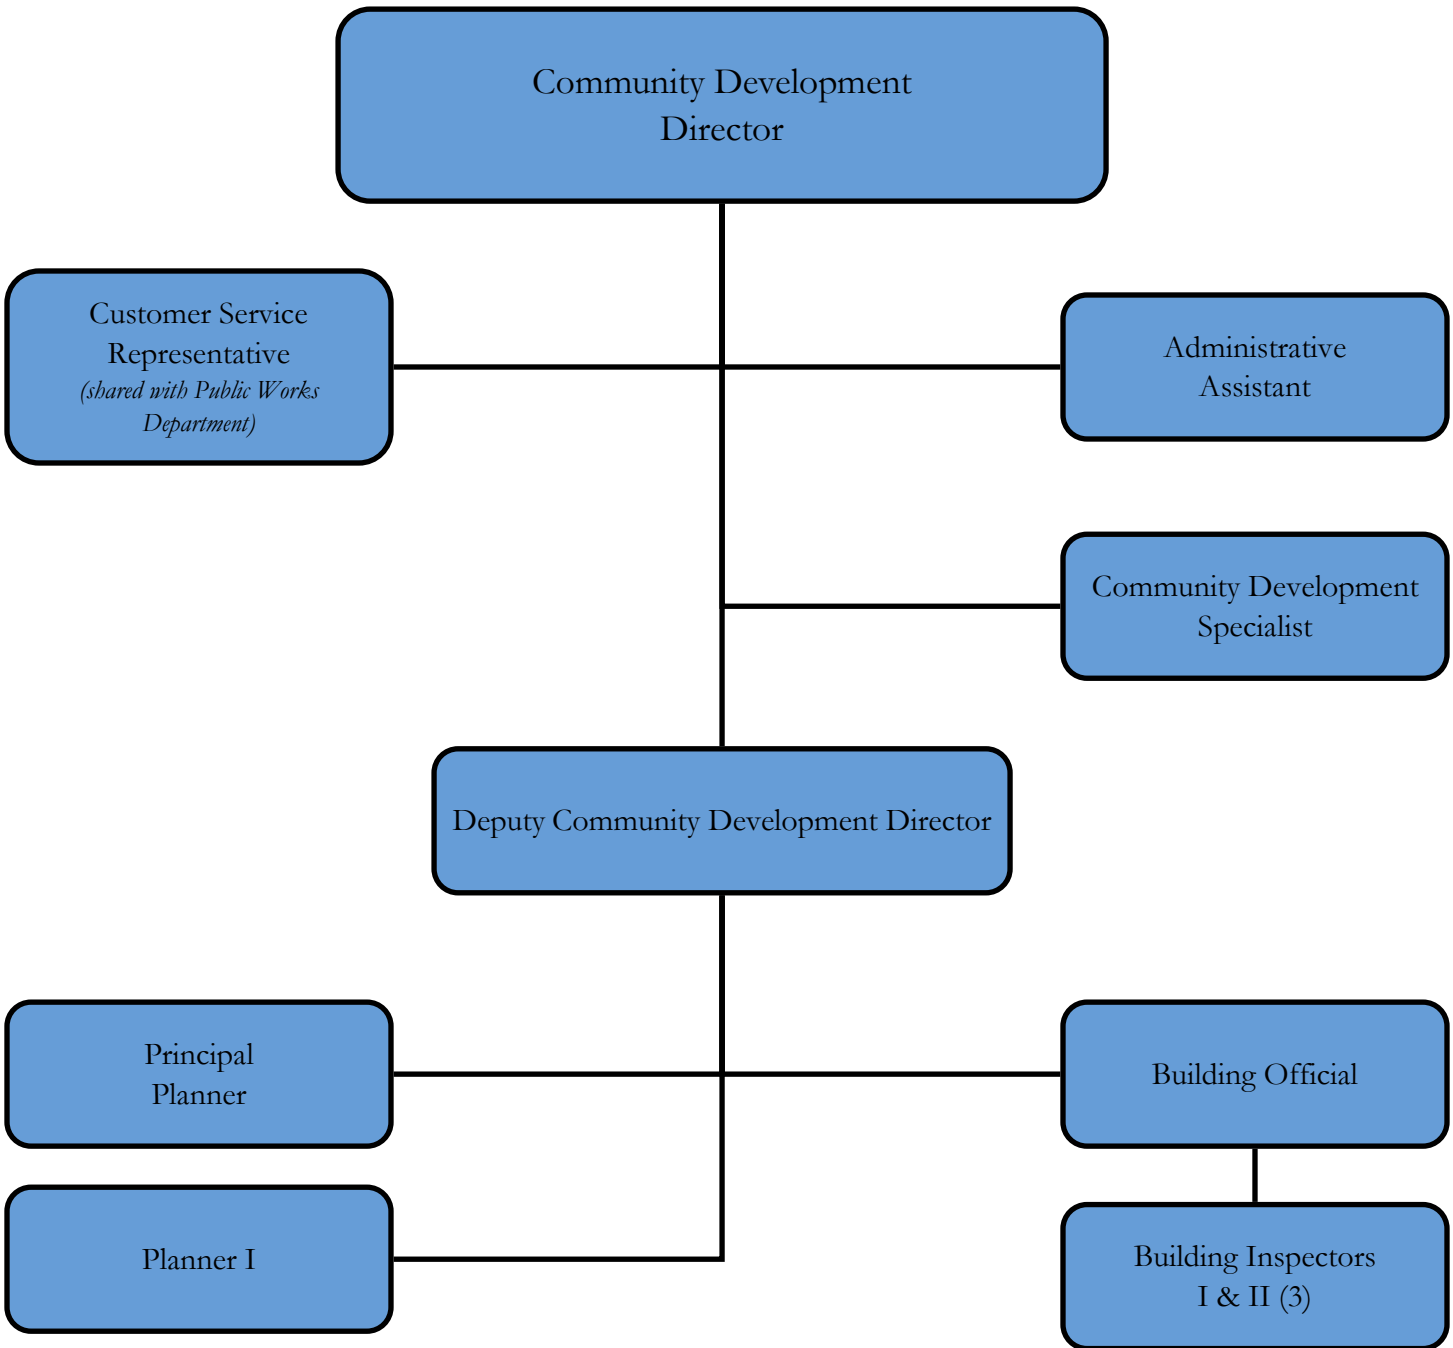 Community Development
Director
Customer Service
Representative
(shared with Public Works
Department)
Administrative
Assistant
Community Development
Specialist
Deputy Community Development Director
Principal
Planner
Building Official
Planner I
Building Inspectors
I & II (3)